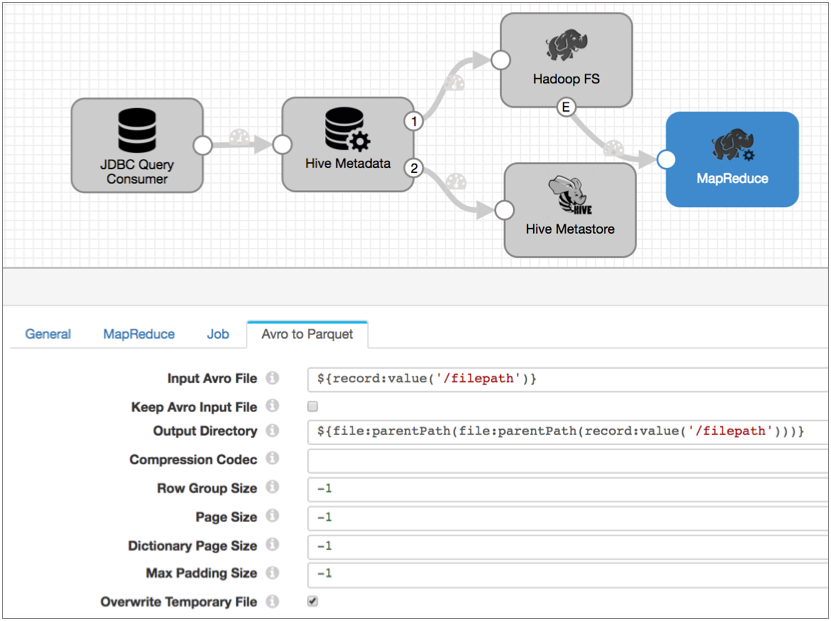 Hadoop FS
E
JDBC Query
Consumer
Hive Metadata
1
2
MapReduce
HIVE
Hive Metastore
General
MapReduce
Job
Avro to Parquet
Input Avro File
${record:value('/filepath')}
Keep Avro Input File
Output Directory
${file:parentPath(file:parentPath(record:value('/filepath')))}
Compression Codec
Row Group Size
-1
Page Size
-1
Dictionary Page Size
-1
Max Padding Size
-1
Overwrite Temporary File